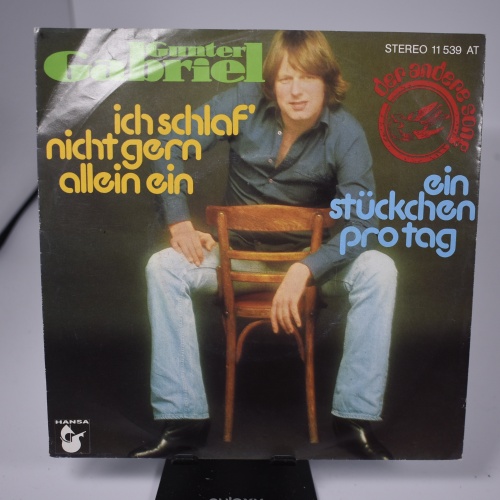 Gunter
Gabriel
STEREO 11 539 AT
der andere song
ich schlaf'
nicht gern
allein ein
ein
stückchen
pro tag
HANSA